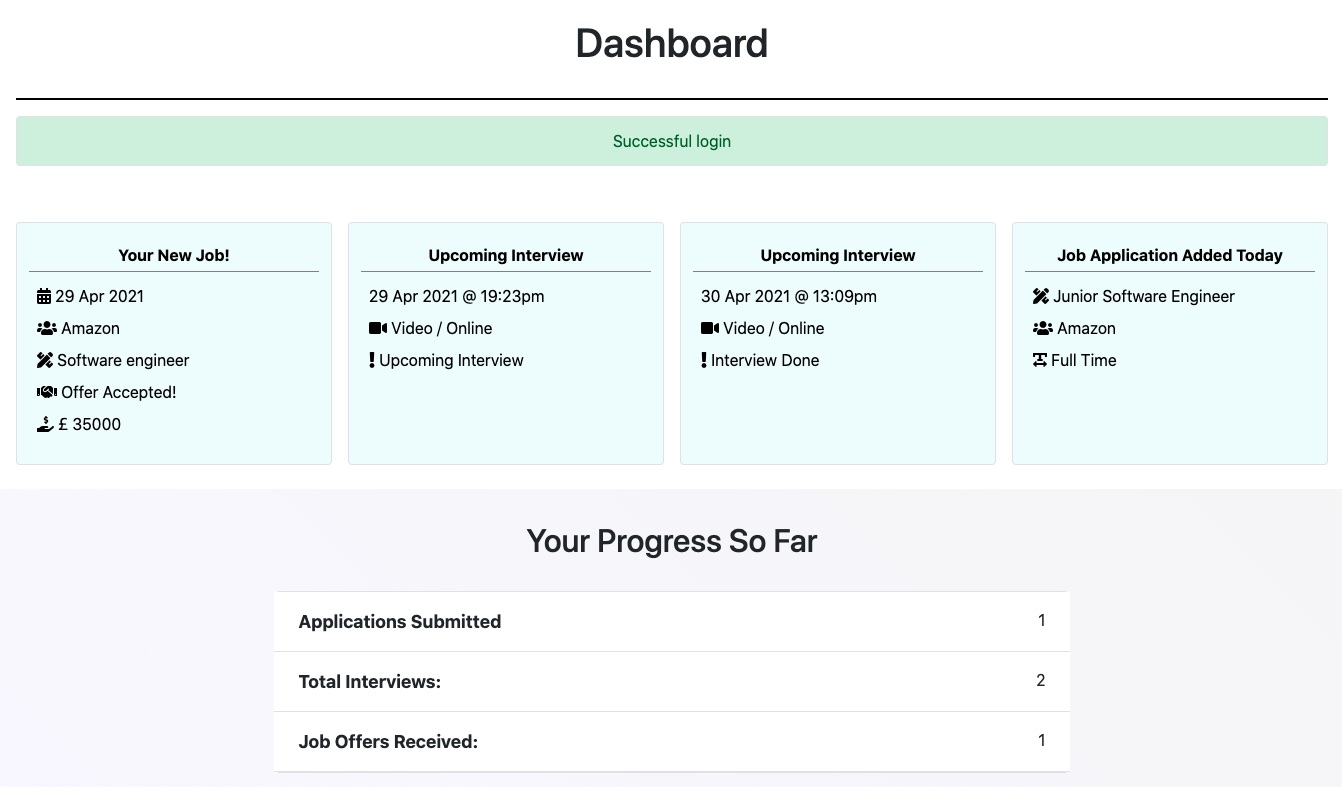 Dashboard
Successful login
Your New Job!
29 Apr 2021
Amazon
Software engineer
Offer Accepted!
£ 35000
Upcoming Interview
29 Apr 2021 @ 19:23pm
Video / Online
Upcoming Interview
Upcoming Interview
30 Apr 2021 @ 13:09pm
Video / Online
Interview Done
Job Application Added Today
Junior Software Engineer
Amazon
Full Time
Your Progress So Far
Applications Submitted 1
Total Interviews: 2
Job Offers Received: 1